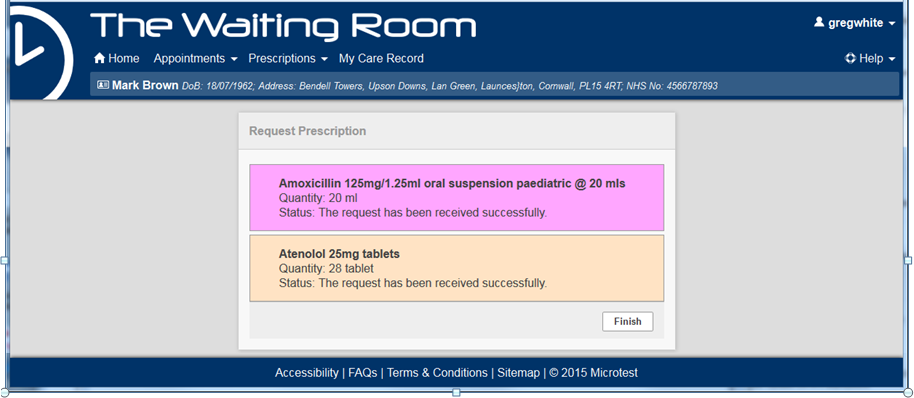 The Waiting Room
gregwhite
Home Appointments Prescriptions My Care Record Help
Mark Brown DoB: 18/07/1962; Address: Bendell Towers, Upson Downs, Lan Green, Launces]ton, Cornwall, PL15 4RT; NHS No: 4566787893
Request Prescription
Amoxicillin 125mg/1.25ml oral suspension paediatric @ 20 mls
Quantity: 20 ml
Status: The request has been received successfully.
Atenolol 25mg tablets
Quantity: 28 tablet
Status: The request has been received successfully.
Finish
Accessibility | FAQs | Terms & Conditions | Sitemap | © 2015 Microtest